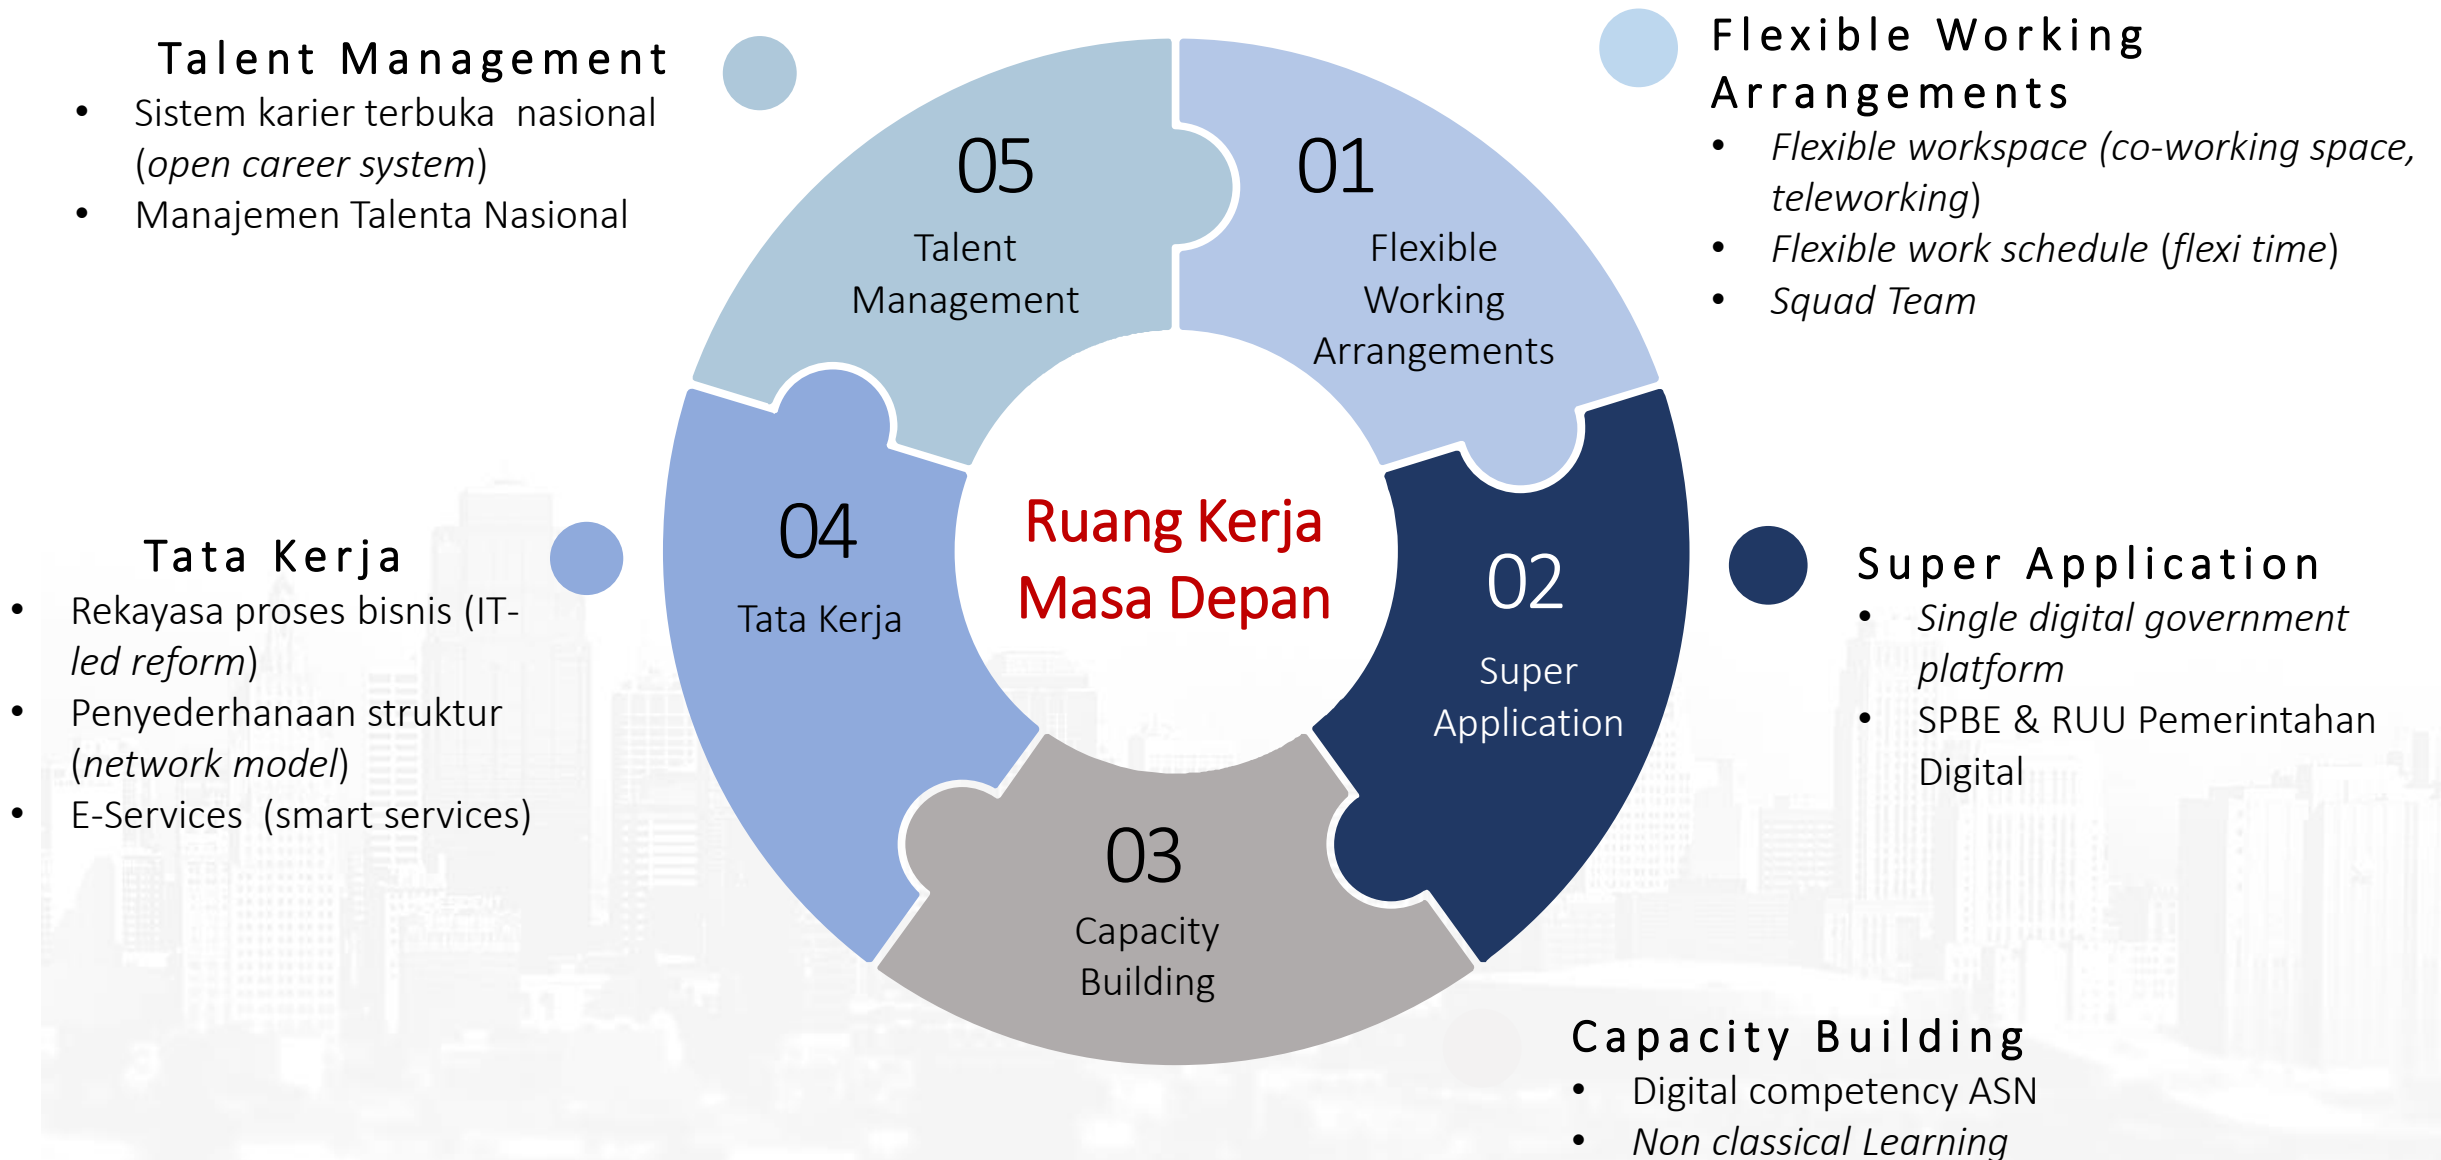 Talent Management
• Sistem karier terbuka nasional
(open career system)
• Manajemen Talenta Nasional
Flexible Working
Arrangements
• Flexible workspace (co-working space,
teleworking)
• Flexible work schedule (flexi time)
• Squad Team
05
Talent
Management
01
Flexible
Working
Arrangements
Tata Kerja
• Rekayasa proses bisnis (IT-
led reform)
• Penyederhanaan struktur
(network model)
• E-Services (smart services)
04
Tata Kerja
Ruang Kerja
Masa Depan
02
Super
Application
Super Application
• Single digital government
platform
• SPBE & RUU Pemerintahan
Digital
03
Capacity
Building
Capacity Building
• Digital competency ASN
• Non classical Learning